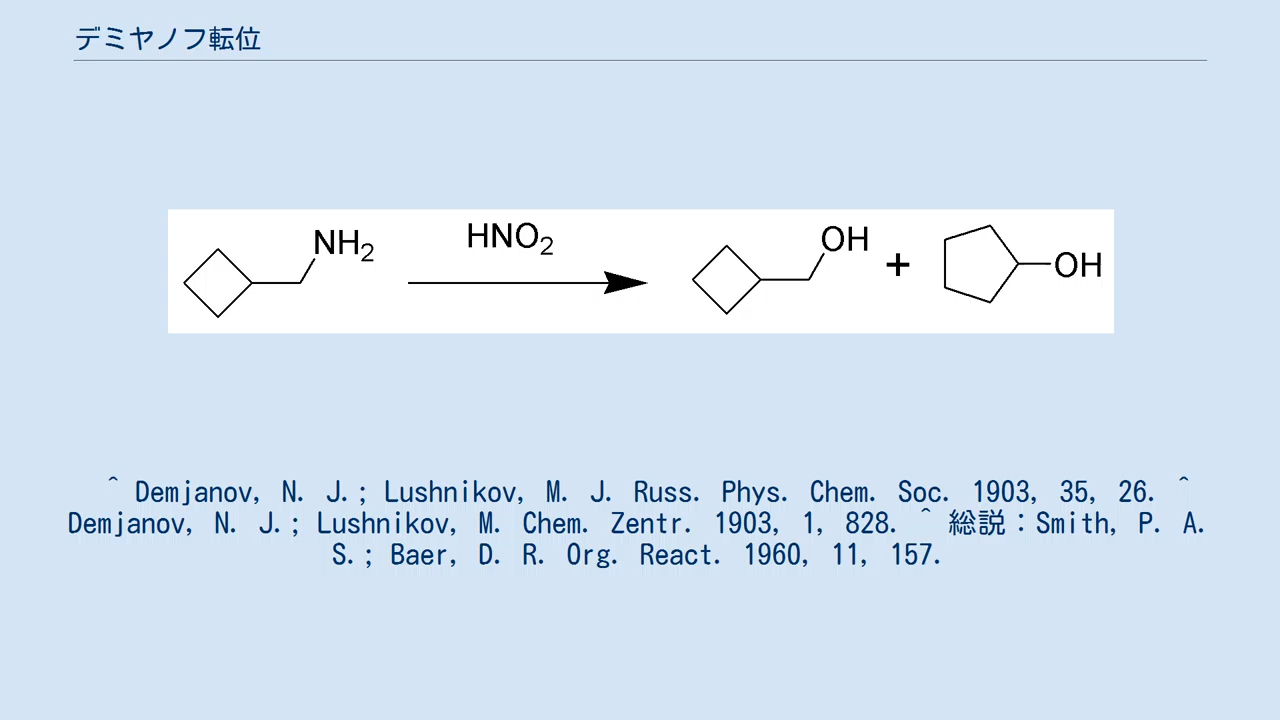 デミヤノフ転位
NH2 HNO2 OH + OH
^ Demjanov, N. J.; Lushnikov, M. J. Russ. Phys. Chem. Soc. 1903, 35, 26. ^
Demjanov, N. J.; Lushnikov, M. Chem. Zentr. 1903, 1, 828. ^ 総説：Smith, P. A.
S.; Baer, D. R. Org. React. 1960, 11, 157.